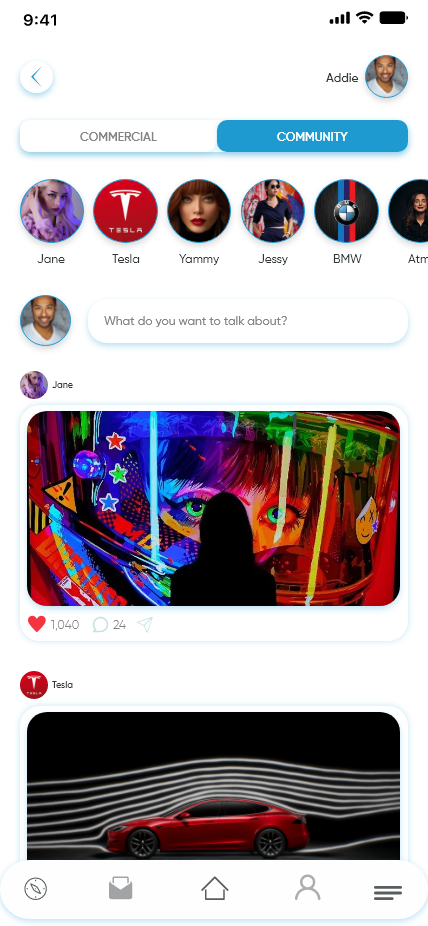 9:41
Addie
COMMERCIAL COMMUNITY
TESLA
Jane Tesla Yammy Jessy BMW Atm
What do you want to talk about?
Jane
1,040 24
Tesla